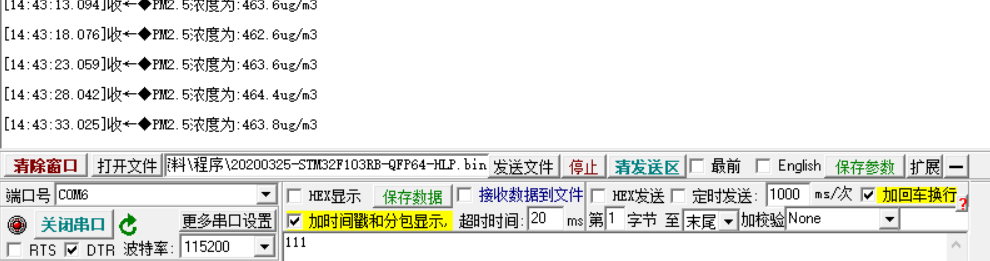 [14:43:13.094]收←◆PM2.5浓度为:463.6ug/m3
[14:43:18.076]收←◆PM2.5浓度为:462.6ug/m3
[14:43:23.059]收←◆PM2.5浓度为:463.6ug/m3
[14:43:28.042]收←◆PM2.5浓度为:464.4ug/m3
[14:43:33.025]收←◆PM2.5浓度为:463.8ug/m3
清除窗口 打开文件 料\程序\20200325-STM32F103RB-QFP64-HLP.bin 发送文件 停止 清发送区 最前 English 保存参数 扩展 —
端口号 COM6 HEX显示 保存数据 接收数据到文件 HEX发送 定时发送: 1000 ms/次 加回车换行 ?
关闭串口 更多串口设置 加时间戳和分包显示, 超时时间: 20 ms 第 1 字节 至 末尾 加校验 None
RTS DTR 波特率: 115200 111